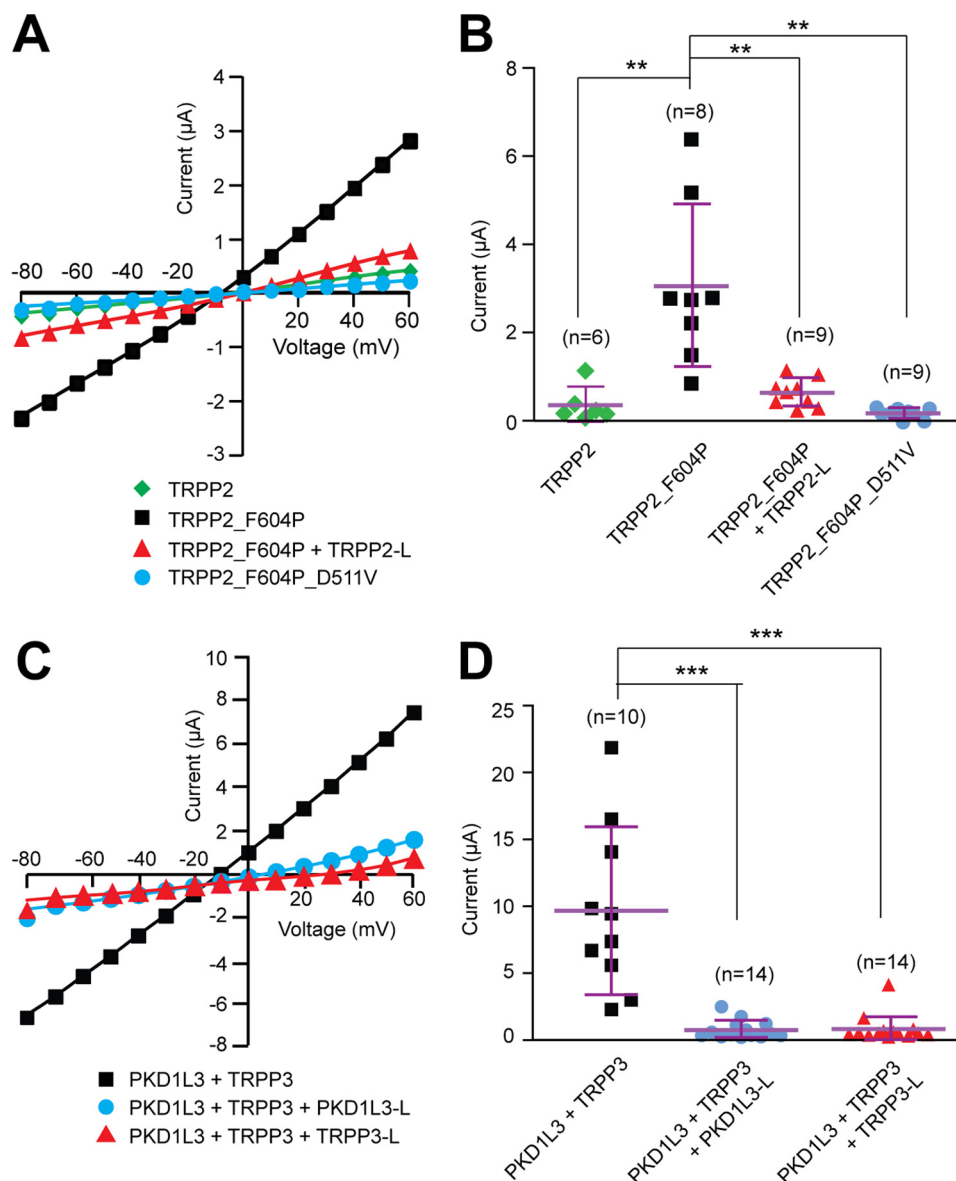 A
Current (µA)
4
3
2
1
-80
-60
-40
-20
20
40
60
Voltage (mV)
-1
-2
-3
TRPP2
TRPP2_F604P
TRPP2_F604P + TRPP2-L
TRPP2_F604P_D511V
B
**
**
**
Current (µA)
8
6
4
2
0
(n=6)
(n=8)
(n=9)
(n=9)
TRPP2
TRPP2_F604P
TRPP2_F604P
+ TRPP2-L
TRPP2_F604P_D511V
C
Current (µA)
10
8
6
4
2
-80
-60
-40
-20
0
20
40
60
Voltage (mV)
-2
-4
-6
-8
PKD1L3 + TRPP3
PKD1L3 + TRPP3 + PKD1L3-L
PKD1L3 + TRPP3 + TRPP3-L
D
***
***
Current (µA)
25
20
15
10
5
0
(n=10)
(n=14)
(n=14)
PKD1L3 + TRPP3
PKD1L3 + TRPP3
+ PKD1L3-L
PKD1L3 + TRPP3
+ TRPP3-L